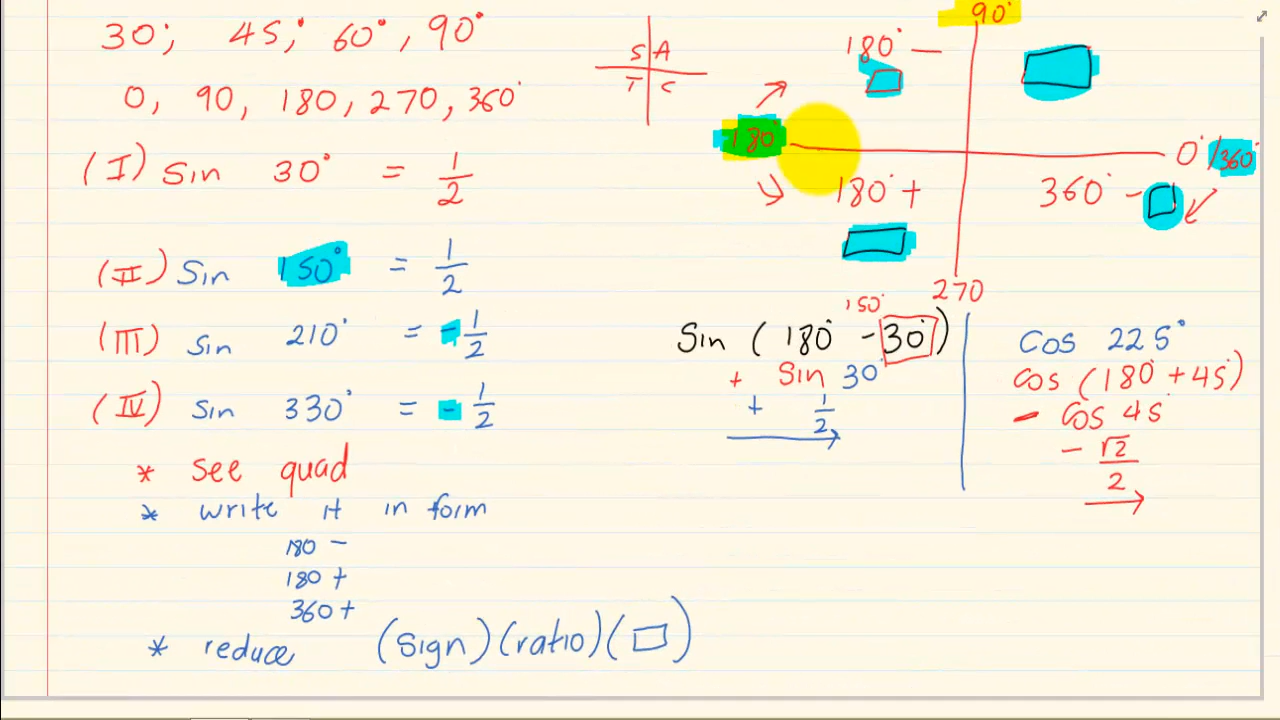 30°; 45°, 60°, 90°
0, 90, 180, 270, 360°
(I) Sin 30° = 1/2
(II) Sin 150° = 1/2
(III) Sin 210° = -1/2
(IV) Sin 330° = -1/2
* see quad
* write it in form
180 -
180 +
360 +
* reduce (sign)(ratio)(□)
S A
T C
90°
180° - □
□
180°
0°/360°
180° + □
360° - □
270
150°
Sin (180° - 30°)
+ Sin 30°
+ 1/2
Cos 225°
Cos (180° + 45°)
- Cos 45°
- √2/2